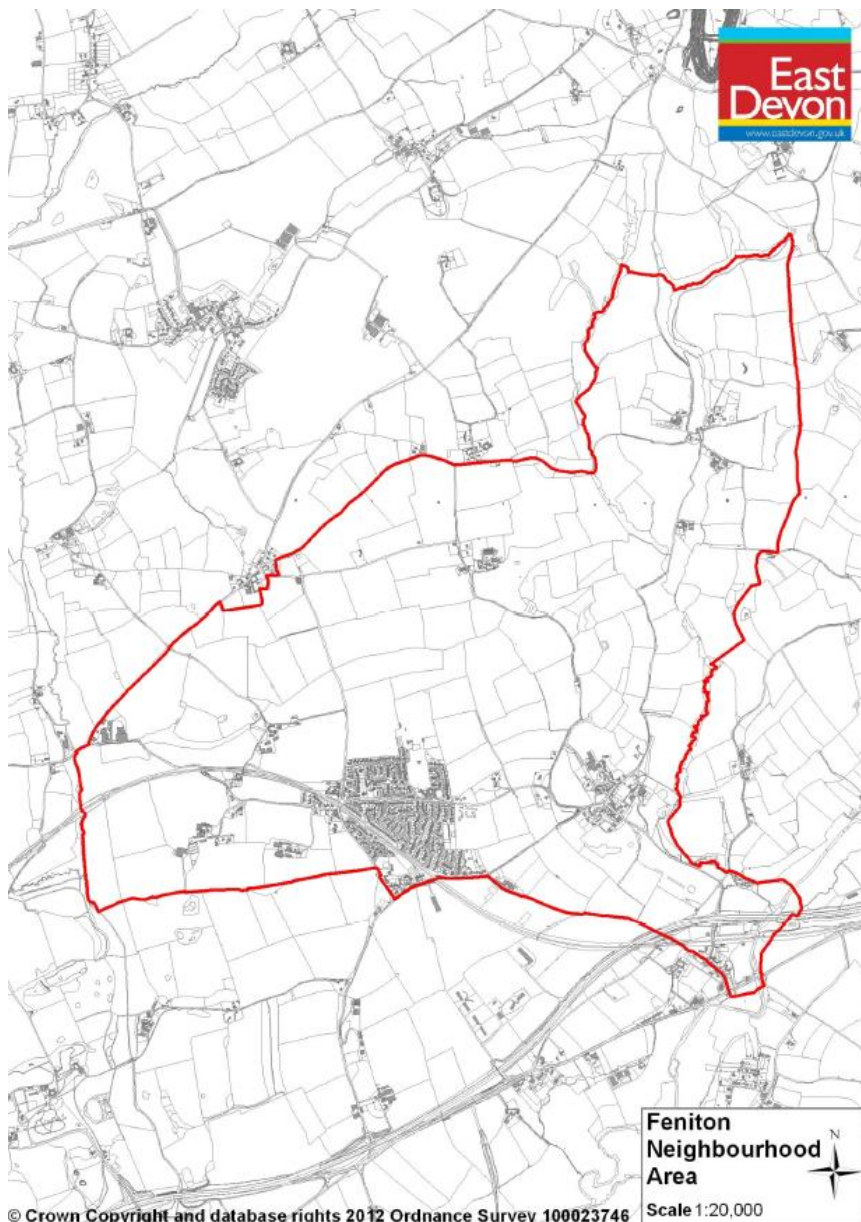 East
Devon
www.eastdevon.gov.uk
Feniton
Neighbourhood
Area
N
Scale 1:20,000
© Crown Copyright and database rights 2012 Ordnance Survey 100023746